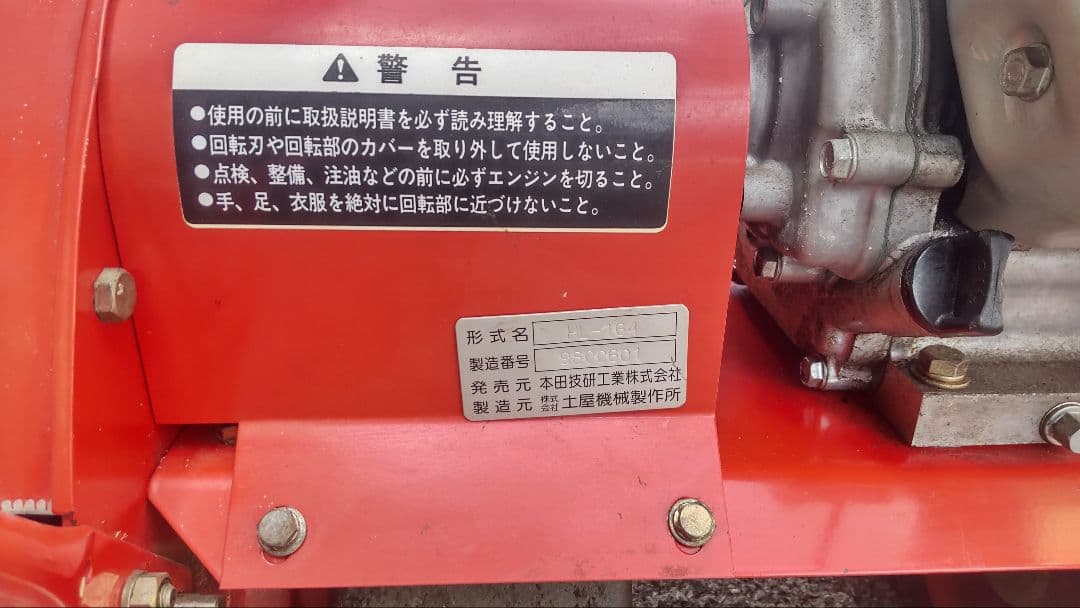 警告
●使用の前に取扱説明書を必ず読み理解すること。
●回転刃や回転部のカバーを取り外して使用しないこと。
●点検、整備、注油などの前に必ずエンジンを切ること。
●手、足、衣服を絶対に回転部に近づけないこと。
形式名
製造番号 9800601
発売元 本田技研工業株式会社
製造元 株式会社 土屋機械製作所